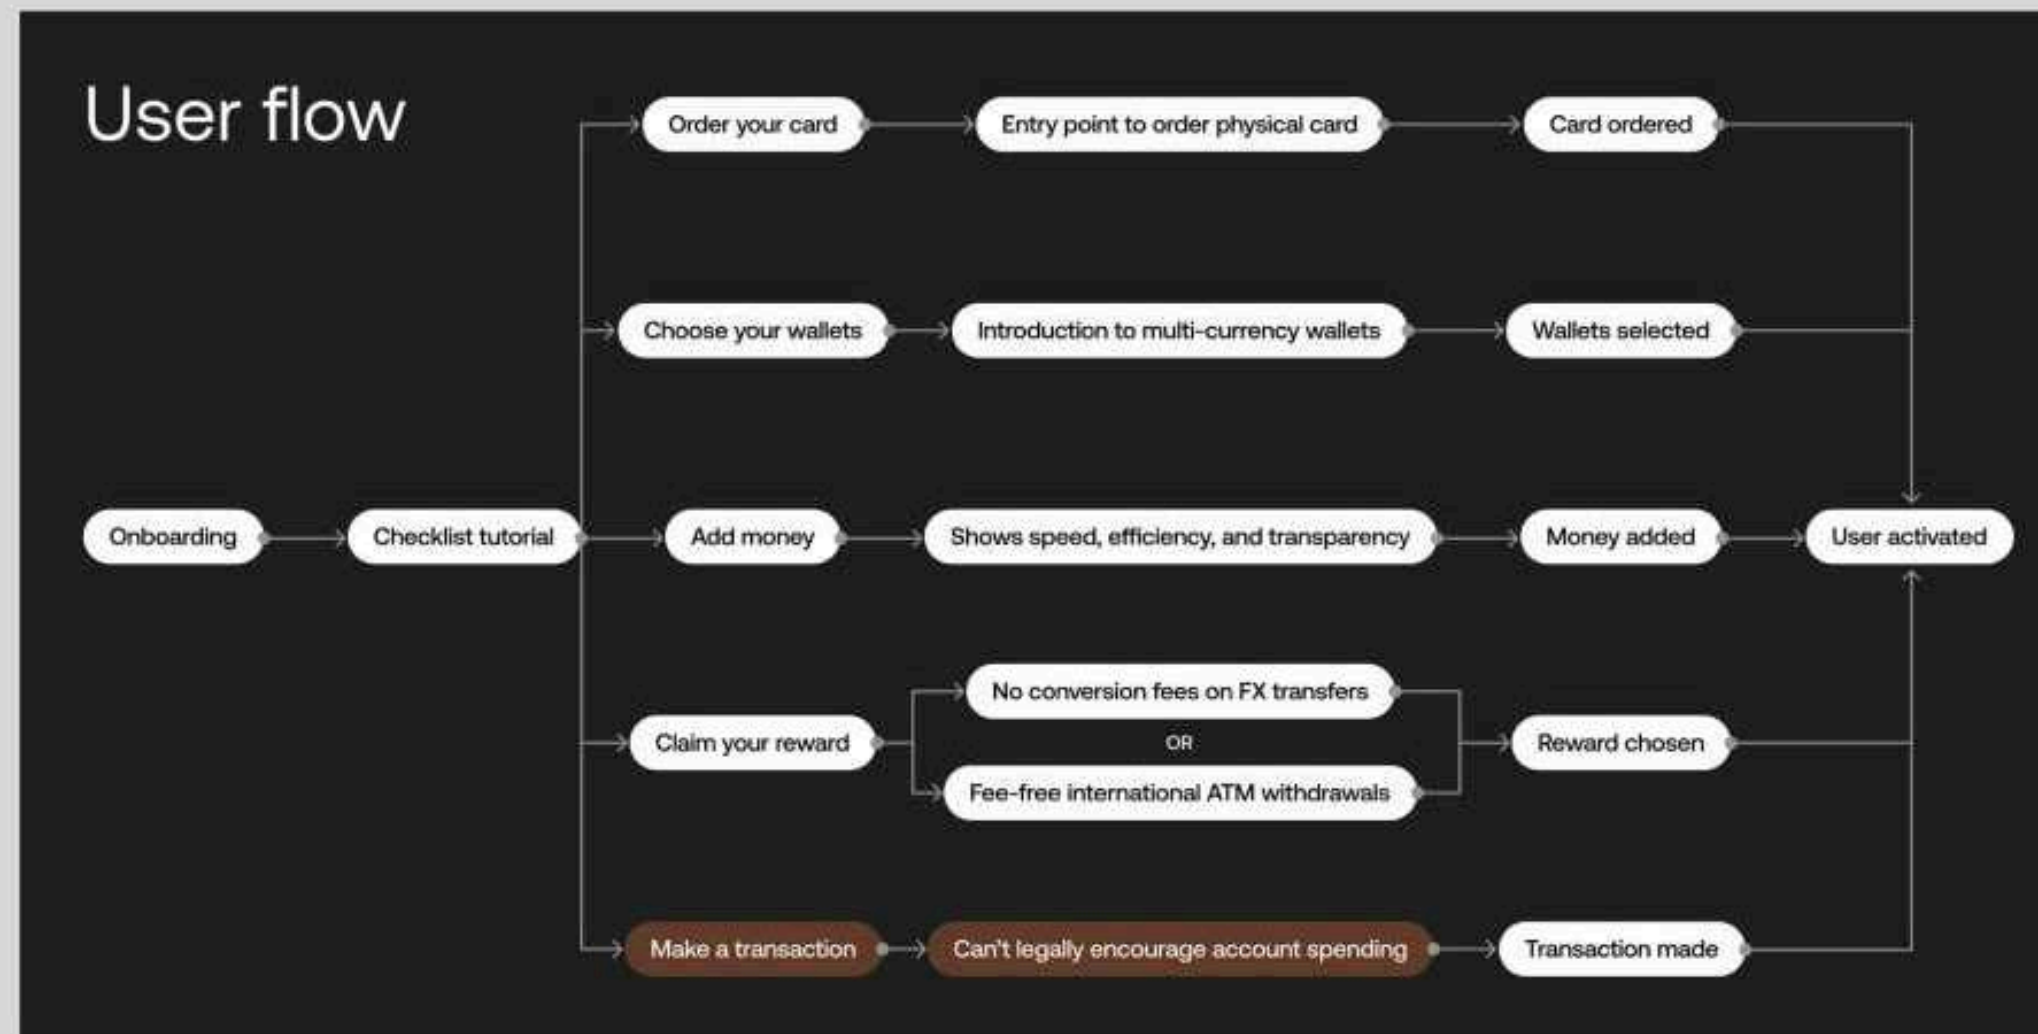 User flow
Order your card
Entry point to order physical card
Card ordered
Choose your wallets
Introduction to multi-currency wallets
Wallets selected
Onboarding
Checklist tutorial
Add money
Shows speed, efficiency, and transparency
Money added
User activated
Claim your reward
No conversion fees on FX transfers
OR
Fee-free international ATM withdrawals
Reward chosen
Make a transaction
Can't legally encourage account spending
Transaction made